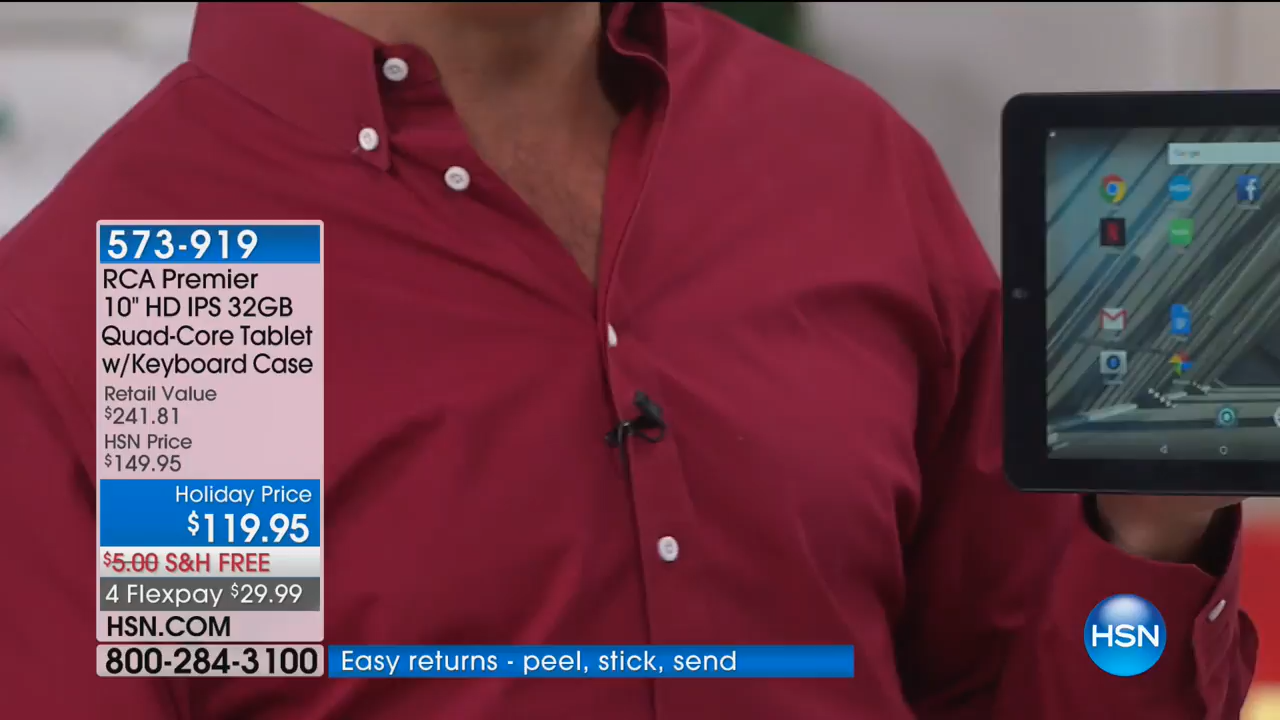 573-919
RCA Premier
10" HD IPS 32GB
Quad-Core Tablet
w/Keyboard Case
Retail Value
$241.81
HSN Price
$149.95
Holiday Price
$119.95
$5.00 S&H FREE
4 Flexpay $29.99
HSN.COM
800-284-3100
Easy returns - peel, stick, send
HSN
Google